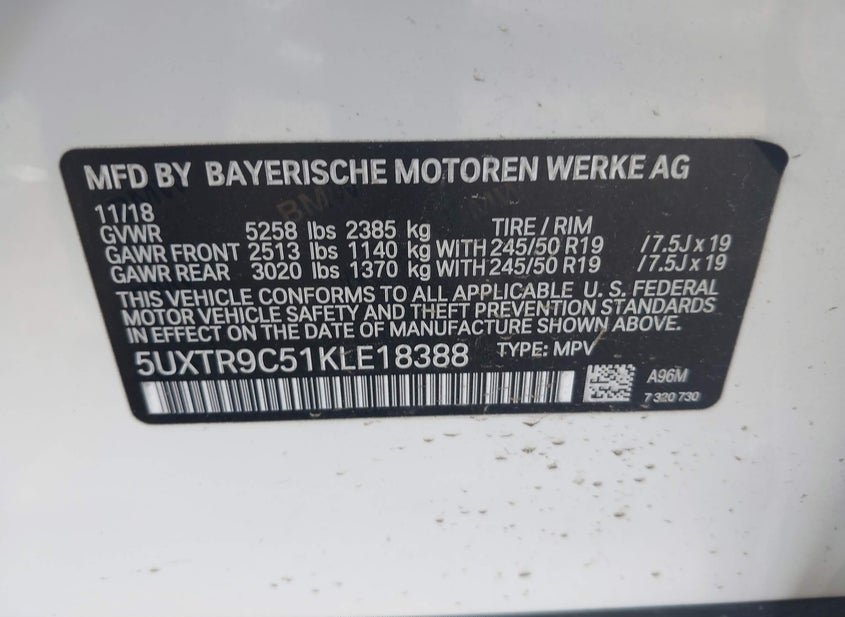 MFD BY BAYERISCHE MOTOREN WERKE AG
11/18
GVWR 5258 lbs 2385 kg TIRE / RIM
GAWR FRONT 2513 lbs 1140 kg WITH 245/50 R19 / 7.5J x 19
GAWR REAR 3020 lbs 1370 kg WITH 245/50 R19 / 7.5J x 19
THIS VEHICLE CONFORMS TO ALL APPLICABLE U. S. FEDERAL
MOTOR VEHICLE SAFETY AND THEFT PREVENTION STANDARDS
IN EFFECT ON THE DATE OF MANUFACTURE SHOWN ABOVE.
5UXTR9C51KLE18388 TYPE: MPV
A96M
7 320 730